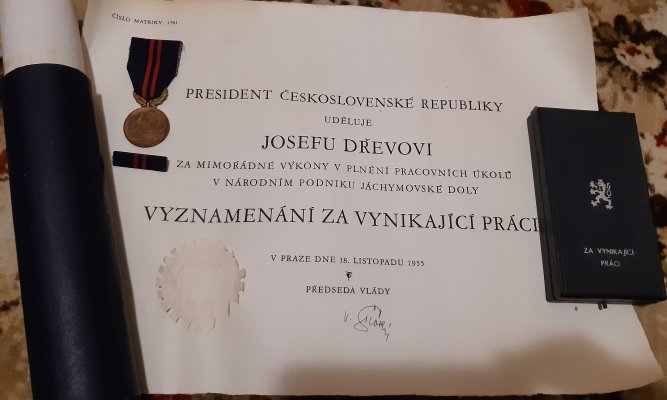 ČÍSLO MATRIKY: 1781
PRESIDENT ČESKOSLOVENSKÉ REPUBLIKY
UDĚLUJE
JOSEFU DŘEVOVI
ZA MIMOŘÁDNÉ VÝKONY V PLNĚNÍ PRACOVNÍCH ÚKOLŮ
V NÁRODNÍM PODNIKU JÁCHYMOVSKÉ DOLY
VYZNAMENÁNÍ ZA VYNIKAJÍCÍ PRÁCI
V PRAZE DNE 18. LISTOPADU 1955
PŘEDSEDA VLÁDY
ZA VYNIKAJÍCÍ
PRÁCI